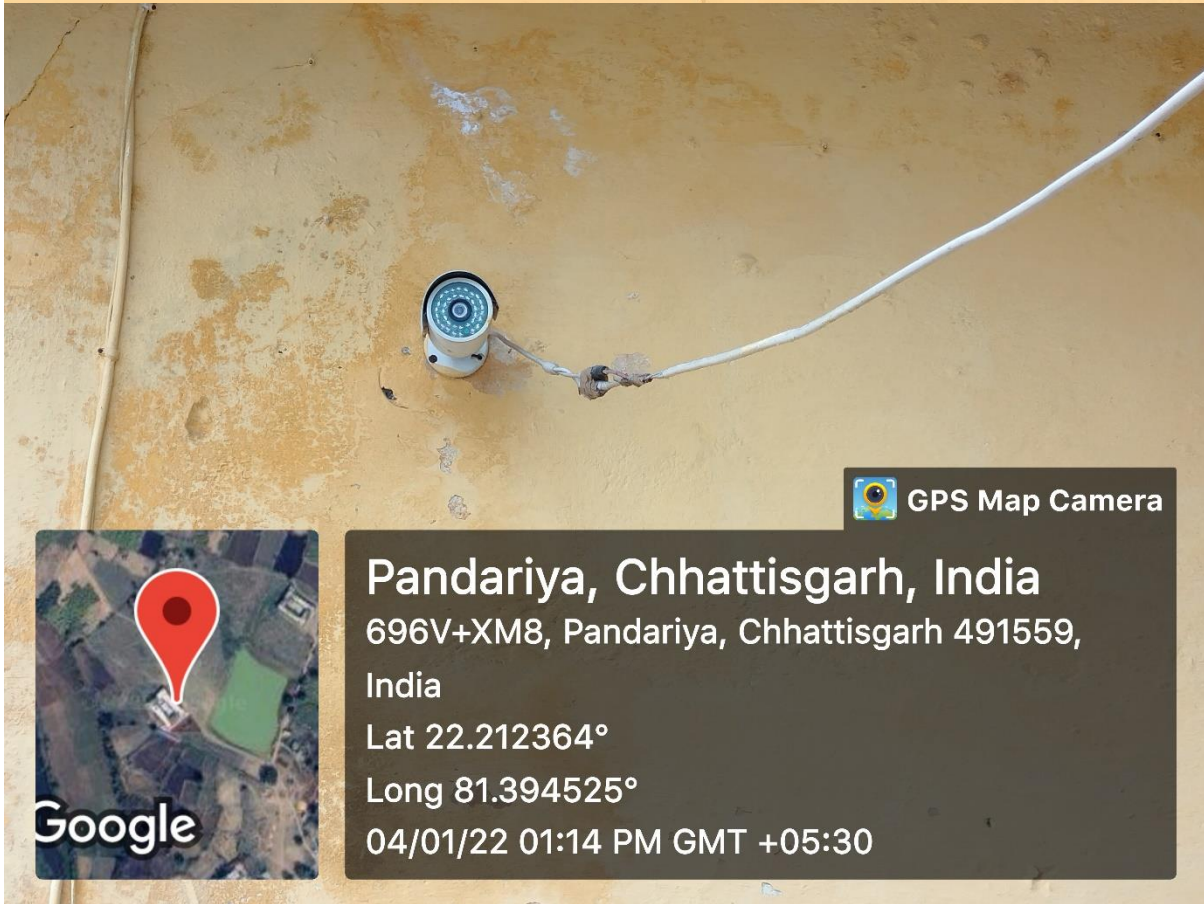 GPS Map Camera
Pandariya, Chhattisgarh, India
696V+XM8, Pandariya, Chhattisgarh 491559,
India
Lat 22.212364°
Long 81.394525°
04/01/22 01:14 PM GMT +05:30
Google